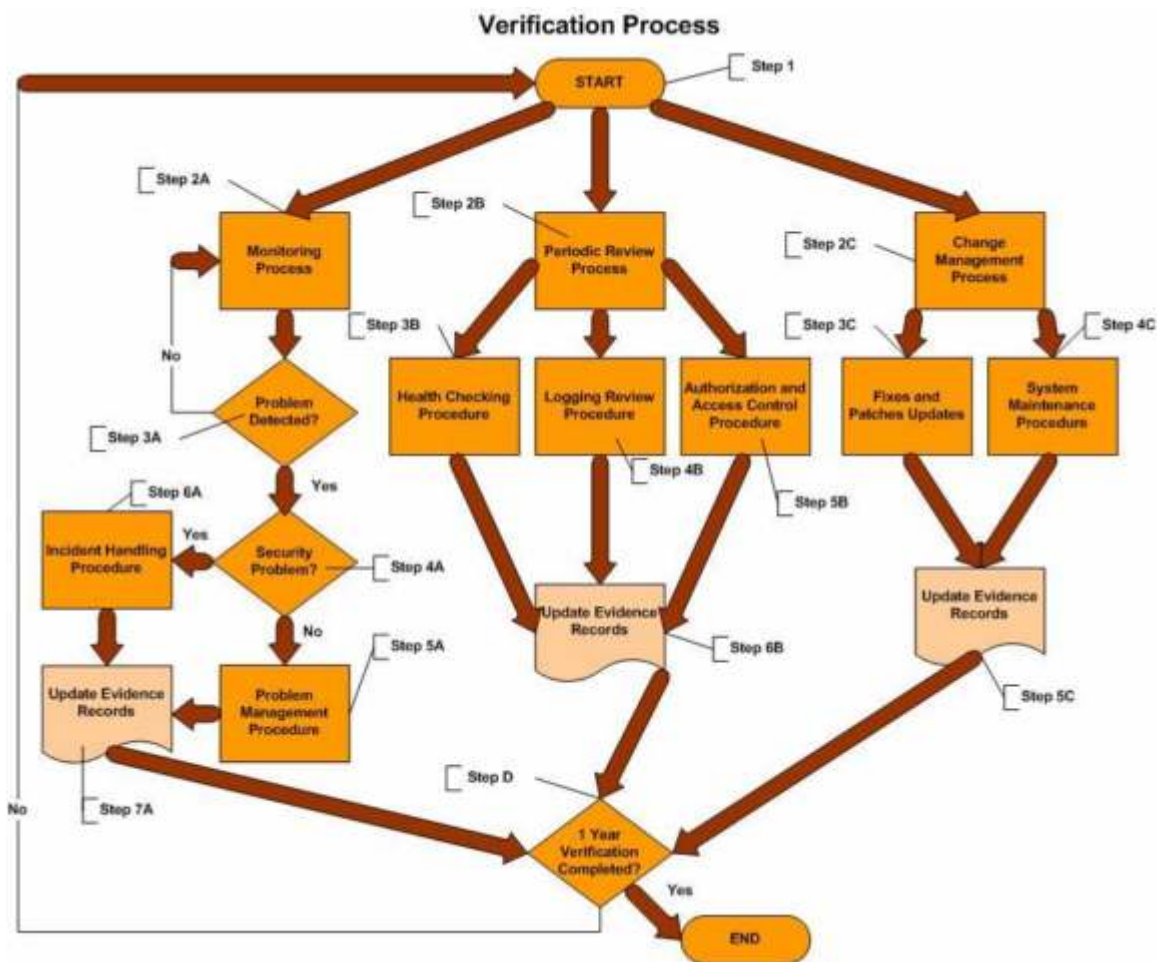 Verification Process
START
Step 1
Step 2A
Monitoring
Process
Step 2B
Periodic Review
Process
Step 2C
Change
Management
Process
No
Problem
Detected?
Step 3A
Step 3B
Health Checking
Procedure
Logging Review
Procedure
Step 4B
Authorization and
Access Control
Procedure
Step 5B
Step 3C
Fixes and
Patches Updates
Step 4C
System
Maintenance
Procedure
Yes
Step 6A
Yes
Incident Handling
Procedure
Security
Problem?
Step 4A
No
Step 5A
Update Evidence
Records
Problem
Management
Procedure
Step 7A
Update Evidence
Records
Step 6B
Update Evidence
Records
Step 5C
Step D
1 Year
Verification
Completed?
No
Yes
END